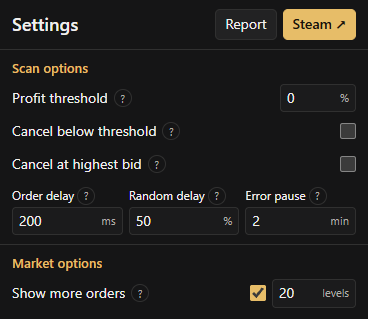 Settings Report Steam ↗
Scan options
Profit threshold ? 0 %
Cancel below threshold ?
Cancel at highest bid ?
Order delay ? Random delay ? Error pause ?
200 ms 50 % 2 min
Market options
Show more orders ? 20 levels